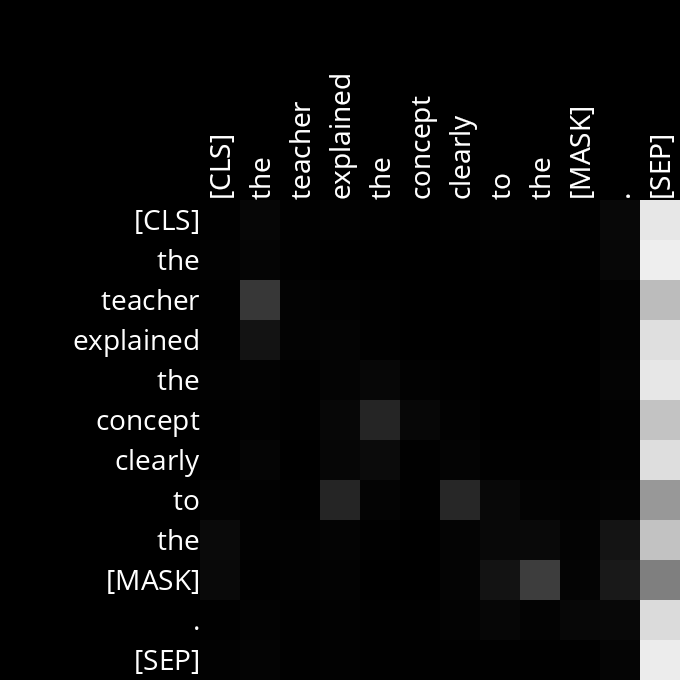 [CLS] the teacher explained the concept clearly to the [MASK] . [SEP]
[CLS]
the
teacher
explained
the
concept
clearly
to
the
[MASK]
.
[SEP]